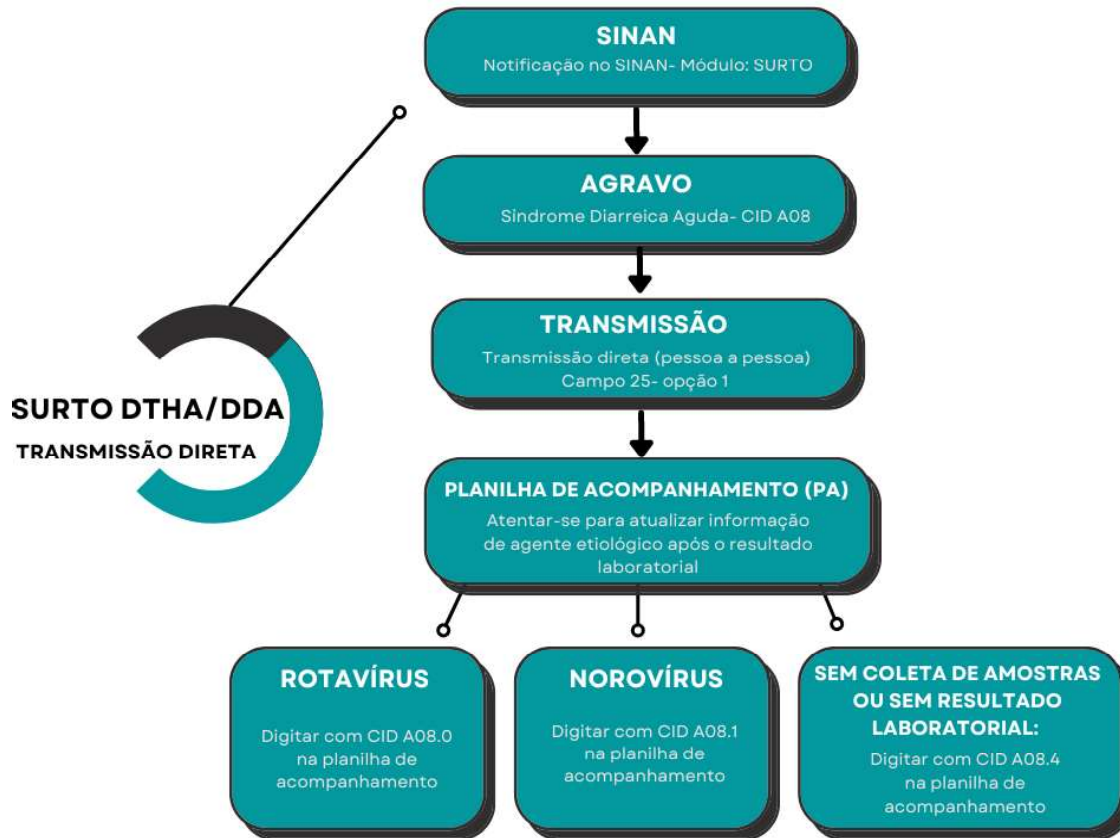 SINAN
Notificação no SINAN- Módulo: SURTO
AGRAVO
Síndrome Diarreica Aguda- CID A08
TRANSMISSÃO
Transmissão direta (pessoa a pessoa)
Campo 25- opção 1
SURTO DTHA/DDA
TRANSMISSÃO DIRETA
PLANILHA DE ACOMPANHAMENTO (PA)
Atentar-se para atualizar informação
de agente etiológico após o resultado
laboratorial
ROTAVÍRUS
Digitar com CID A08.0
na planilha de
acompanhamento
NOROVÍRUS
Digitar com CID A08.1
na planilha de
acompanhamento
SEM COLETA DE AMOSTRAS
OU SEM RESULTADO
LABORATORIAL:
Digitar com CID A08.4
na planilha de
acompanhamento